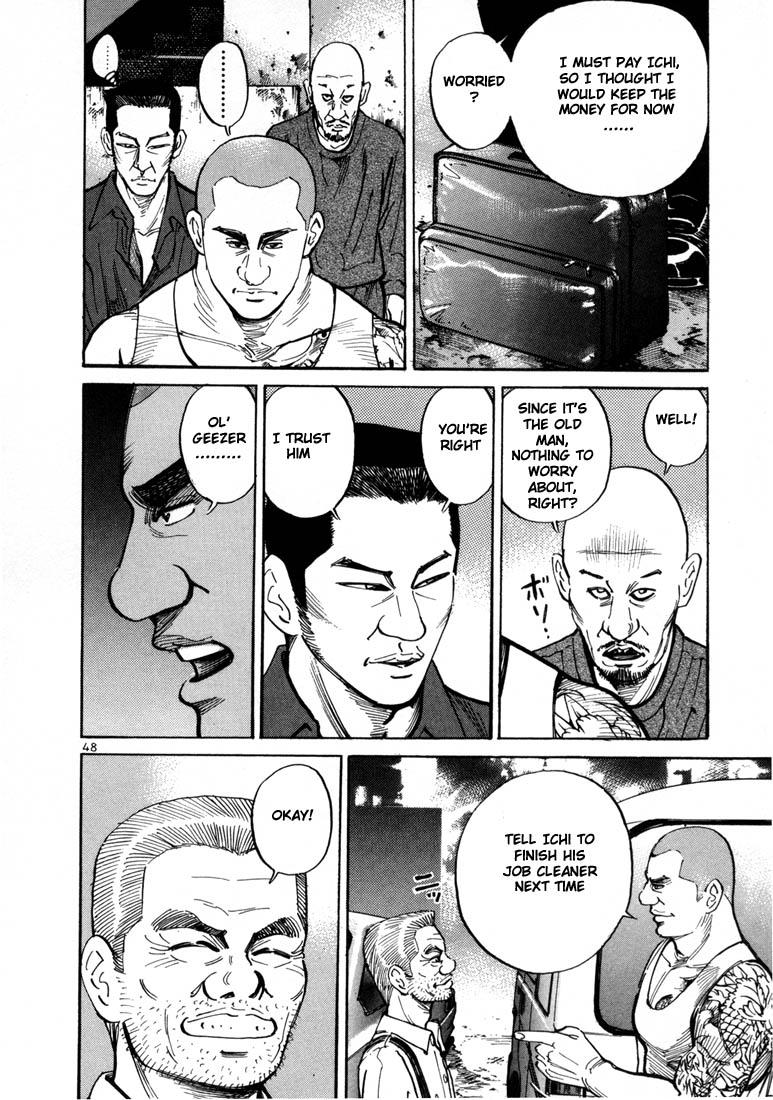 I MUST PAY ICHI,
SO I THOUGHT I
WOULD KEEP THE
MONEY FOR NOW
......
WORRIED
?
.........
......
WELL!
SINCE IT'S
THE OLD
MAN,
NOTHING TO
WORRY
ABOUT,
RIGHT?
ボソ!
YOU'RE
RIGHT
I TRUST
HIM
OL'
GEEZER
.........
48
TELL ICHI TO
FINISH HIS
JOB CLEANER
NEXT TIME
ニッ
OKAY!